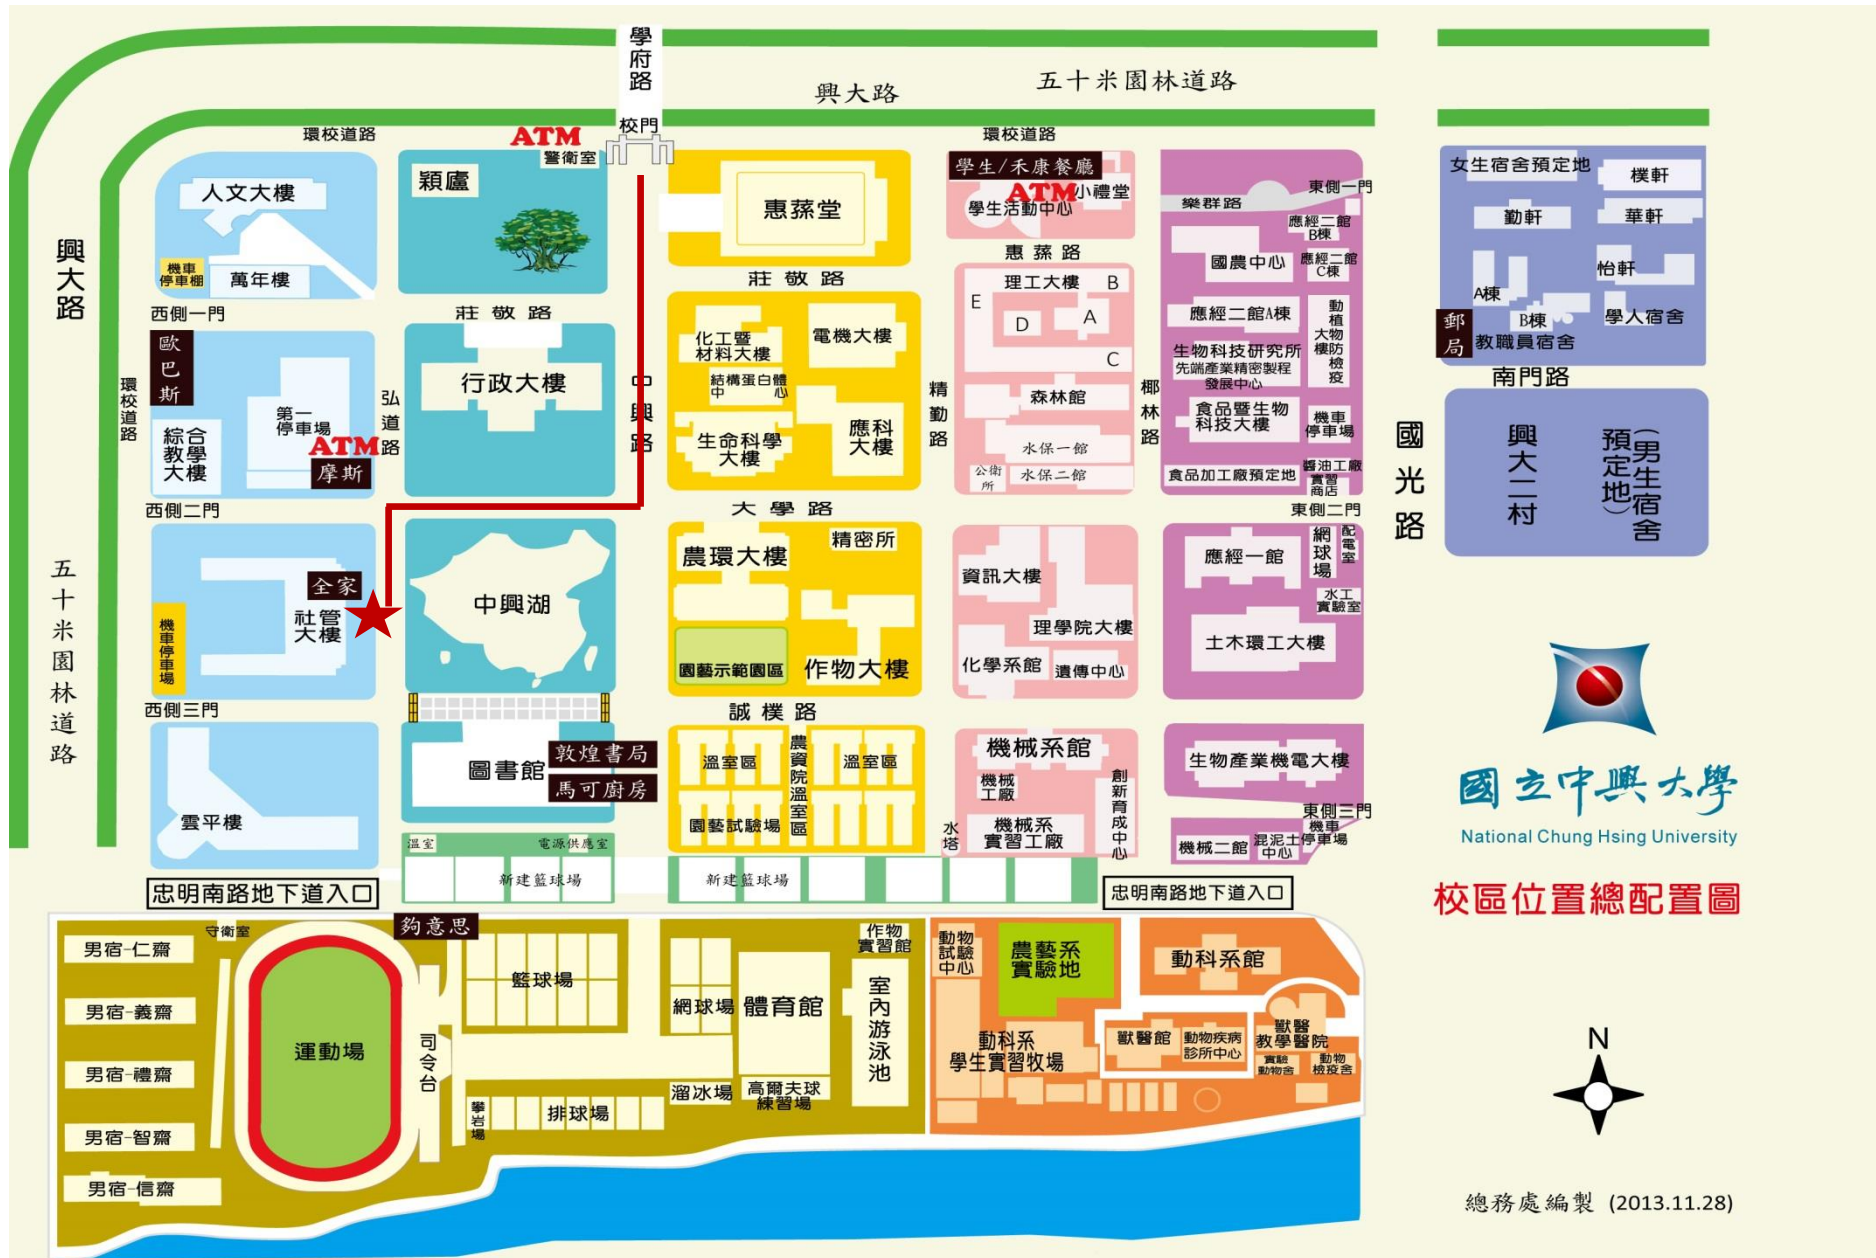 學府路
興大路
五十米園林道路
環校道路
ATM
警衛室
校門
環校道路
人文大樓
機車
停車棚
萬年樓
西側一門
穎廬
莊敬路
惠蓀堂
莊敬路
學生/禾康餐廳
ATM
小禮堂
學生活動中心
惠蓀路
東側一門
樂群路
應經二館
B棟
國農中心
應經二館
C棟
女生宿舍預定地
樸軒
勤軒
華軒
怡軒
A棟
B棟
學人宿舍
教職員宿舍
郵局
南門路
興大路
歐巴斯
環校道路
第一
停車場
ATM
摩斯
綜合
教學
大樓
西側二門
弘道路
行政大樓
中興路
化工暨
材料大樓
電機大樓
結構蛋白體
中心
生命科學
大樓
應科
大樓
大學路
精勤路
理工大樓
A
B
C
D
E
森林館
水保一館
公衛所
水保二館
椰林路
應經二館A棟
動植物防檢疫
大樓
生物科技研究所
先端產業精密製程
發展中心
食品暨生物
科技大樓
機車
停車場
食品加工廠預定地
醬油工廠
實習
商店
東側二門
國光路
興大二村
(男生宿舍
預定地)
五十米園林道路
全家
社管
大樓
機車停車場
西側三門
中興湖
農環大樓
精密所
園藝示範園區
作物大樓
誠樸路
資訊大樓
理學院大樓
化學系館
遺傳中心
應經一館
網球場
配電室
水工
實驗室
土木環工大樓
雲平樓
圖書館
敦煌書局
馬可廚房
溫室區
農資院溫室區
溫室區
園藝試驗場
機械系館
機械
工廠
創新育成中心
水塔
機械系
實習工廠
生物產業機電大樓
東側三門
機車
停車場
機械二館
混泥土
中心
國立中興大學
National Chung Hsing University
校區位置總配置圖
溫室
電源供應室
新建籃球場
新建籃球場
忠明南路地下道入口
忠明南路地下道入口
守衛室
夠意思
男宿-仁齋
男宿-義齋
男宿-禮齋
男宿-智齋
男宿-信齋
運動場
司令台
籃球場
攀岩場
排球場
網球場
體育館
溜冰場
高爾夫球
練習場
作物
實習館
室內游泳池
動物
試驗
中心
農藝系
實驗地
動科系館
動科系
學生實習牧場
獸醫館
動物疾病
診所中心
獸醫
教學醫院
實驗
動物舍
動物
檢疫舍
N
總務處編製 (2013.11.28)